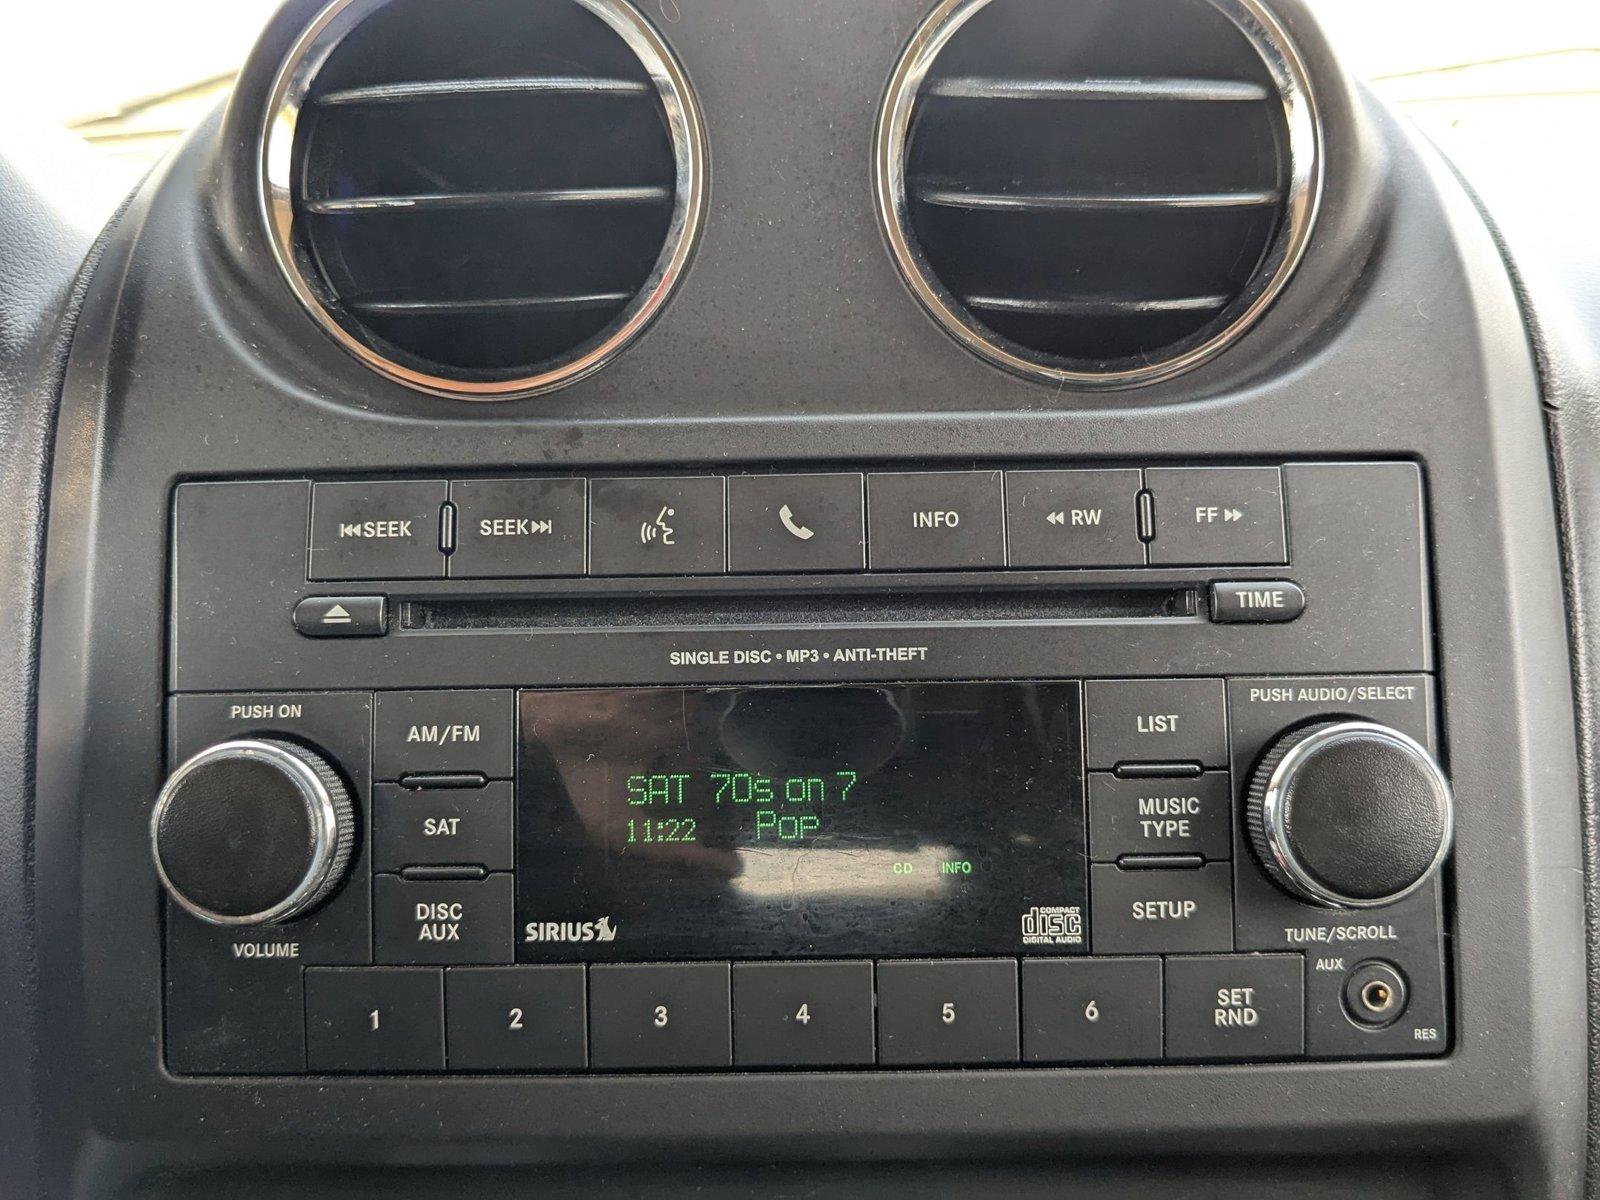 SEEK
SEEK
INFO
RW
FF
TIME
SINGLE DISC • MP3 • ANTI-THEFT
PUSH ON
VOLUME
AM/FM
SAT
DISC
AUX
SAT 70s on 7
11:22 Pop
CD INFO
SIRIUS
COMPACT
disc
DIGITAL AUDIO
LIST
MUSIC
TYPE
SETUP
PUSH AUDIO/SELECT
TUNE/SCROLL
1
2
3
4
5
6
SET
RND
AUX
RES